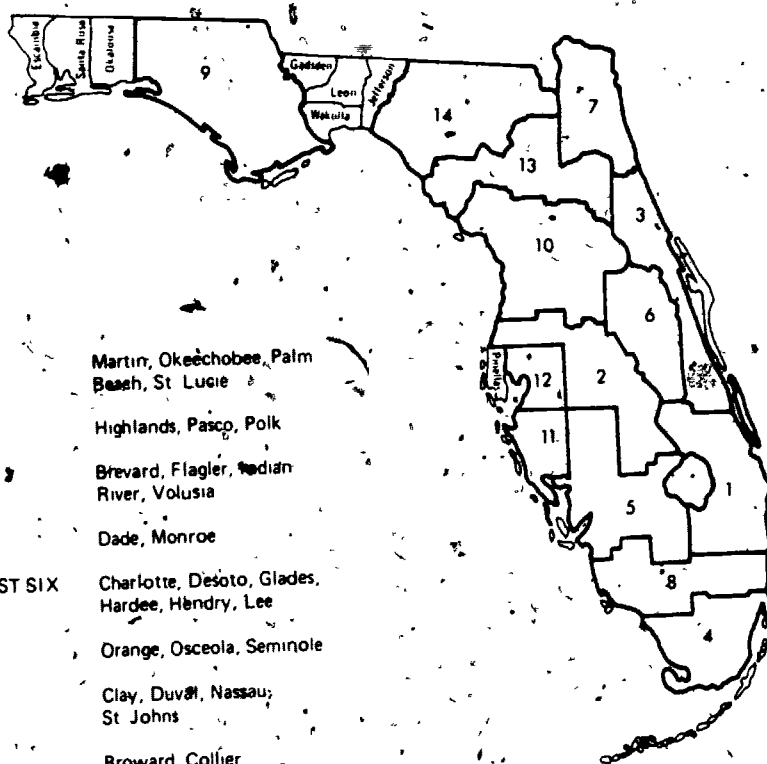 Escambia
Santa Rosa
Okaloosa
9
Gadsden
Leon
Wakulla
Jefferson
14
7
13
3
10
6
Pinellas
12
2
11
1
5
8
4
Martin, Okeechobee, Palm
Beach, St Lucie
Highlands, Pasco, Polk
Brevard, Flagler, Indian
River, Volusia
Dade, Monroe
ST SIX
Charlotte, Desoto, Glades,
Hardee, Hendry, Lee
Orange, Osceola, Seminole
Clay, Duval, Nassau,
St Johns
Broward, Collier